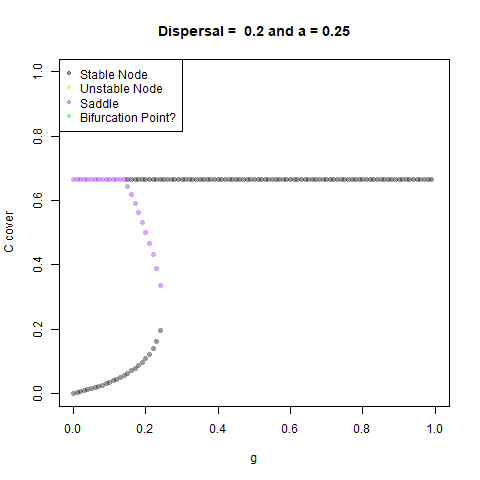 Dispersal =  0.2 and a = 0.25
Stable Node
Unstable Node
Saddle
Bifurcation Point?
C cover
1.0
0.8
0.6
0.4
0.2
0.0
0.0 0.2 0.4 0.6 0.8 1.0
g